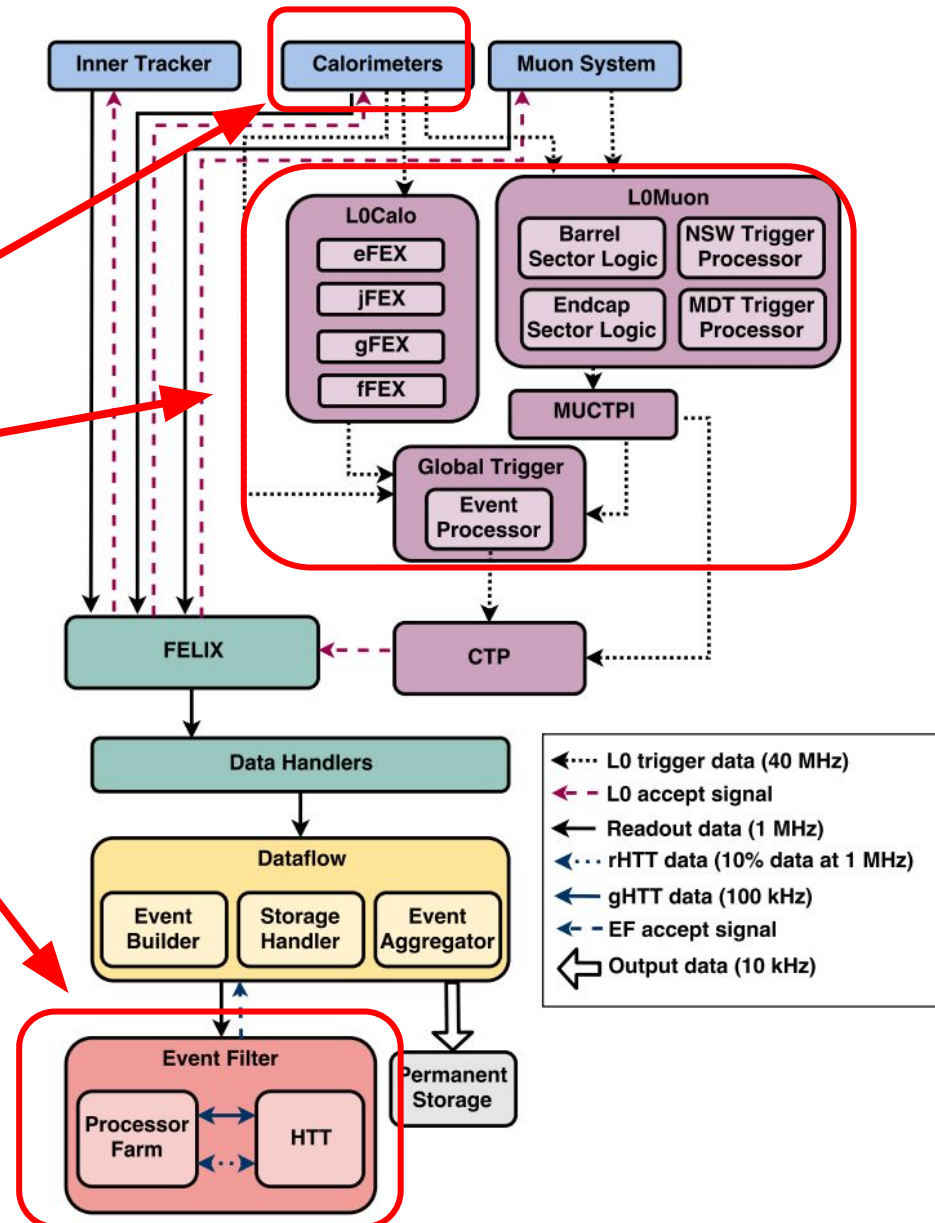 Inner Tracker
Calorimeters
Muon System
L0Calo
eFEX
jFEX
gFEX
fFEX
L0Muon
Barrel
Sector Logic
NSW Trigger
Processor
Endcap
Sector Logic
MDT Trigger
Processor
MUCTPI
Global Trigger
Event
Processor
FELIX
CTP
Data Handlers
Dataflow
Event
Builder
Storage
Handler
Event
Aggregator
Event Filter
Processor
Farm
HTT
Permanent
Storage
L0 trigger data (40 MHz)
L0 accept signal
Readout data (1 MHz)
rHTT data (10% data at 1 MHz)
gHTT data (100 kHz)
EF accept signal
Output data (10 kHz)